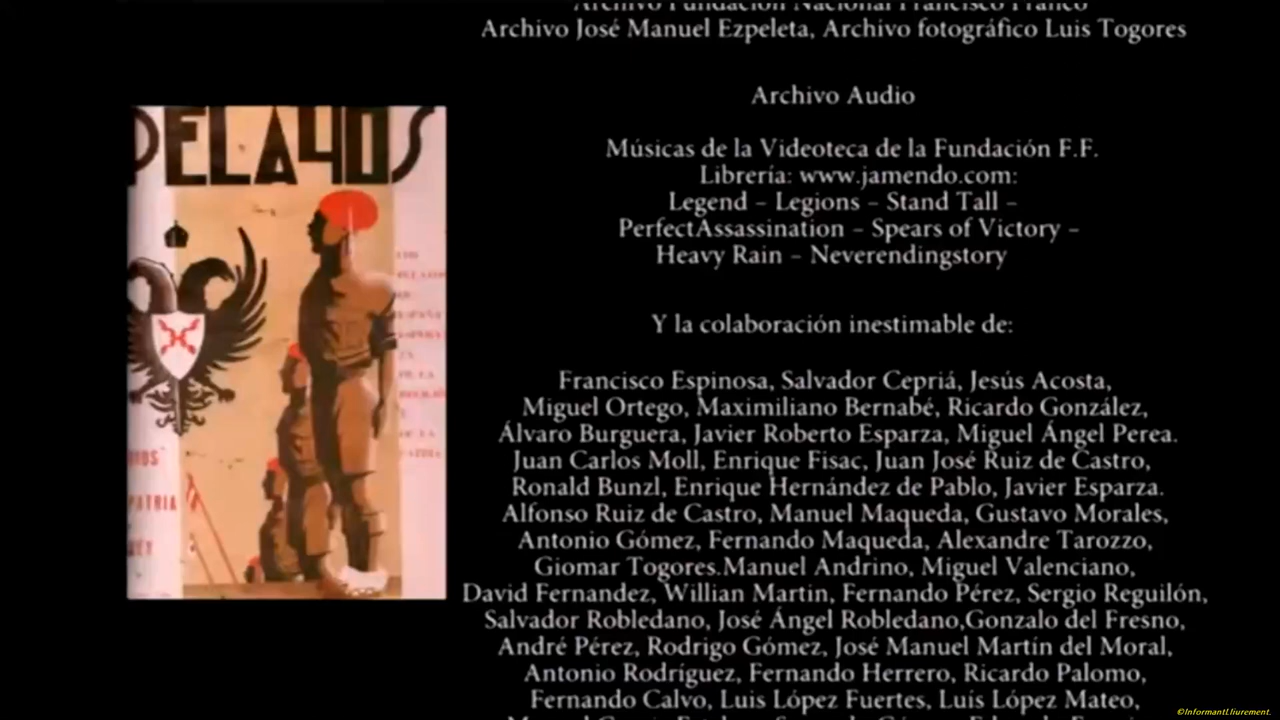 Archivo Fundación Nacional Francisco Franco
Archivo José Manuel Ezpeleta, Archivo fotográfico Luis Togores
Archivo Audio
Músicas de la Videoteca de la Fundación F.F.
Librería: www.jamendo.com:
Legend – Legions – Stand Tall –
PerfectAssassination – Spears of Victory –
Heavy Rain – Neverendingstory
Y la colaboración inestimable de:
Francisco Espinosa, Salvador Cepriá, Jesús Acosta,
Miguel Ortego, Maximiliano Bernabé, Ricardo González,
Álvaro Burguera, Javier Roberto Esparza, Miguel Ángel Perea.
Juan Carlos Moll, Enrique Fisac, Juan José Ruiz de Castro,
Ronald Bunzl, Enrique Hernández de Pablo, Javier Esparza.
Alfonso Ruiz de Castro, Manuel Maqueda, Gustavo Morales,
Antonio Gómez, Fernando Maqueda, Alexandre Tarozzo,
Giomar Togores.Manuel Andrino, Miguel Valenciano,
David Fernandez, Willian Martin, Fernando Pérez, Sergio Reguilón,
Salvador Robledano, José Ángel Robledano,Gonzalo del Fresno,
André Pérez, Rodrigo Gómez, José Manuel Martín del Moral,
Antonio Rodríguez, Fernando Herrero, Ricardo Palomo,
Fernando Calvo, Luis López Fuertes, Luís López Mateo,
PELAYOS
PATRIA
©InformantLliurement.